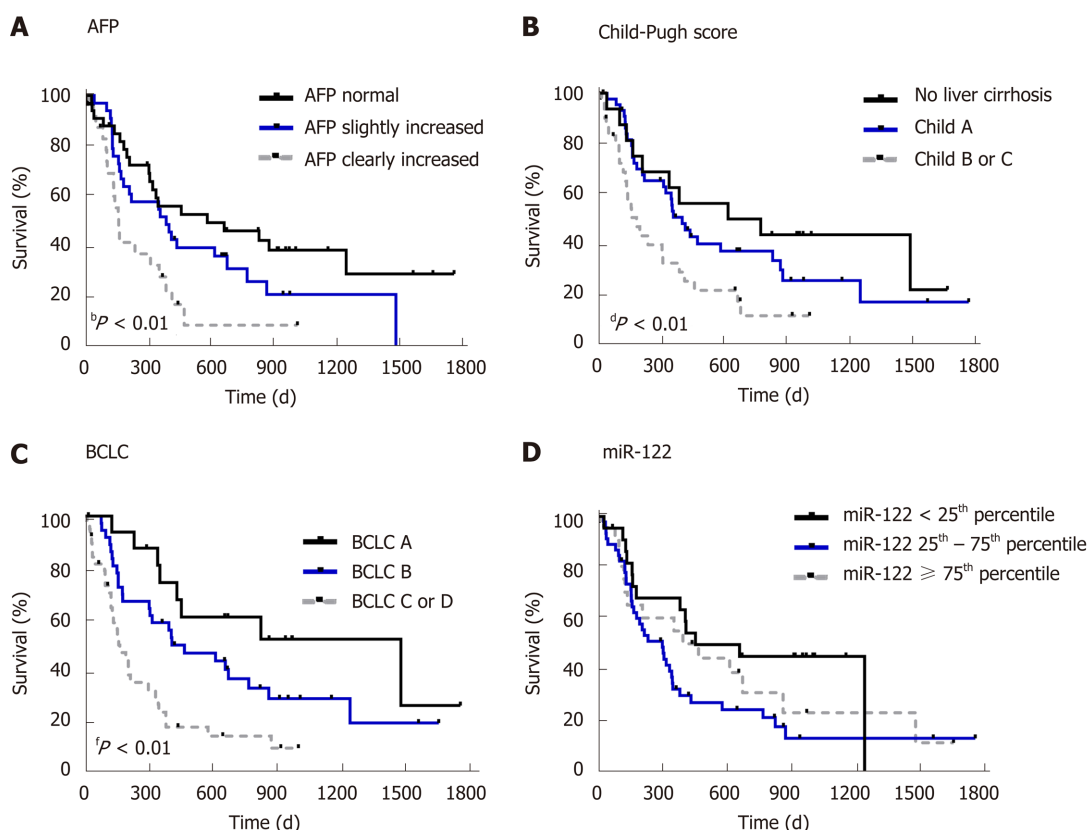 A
AFP
100
80
60
40
20
0
Survival (%)
AFP normal
AFP slightly increased
AFP clearly increased
ᵇP < 0.01
0 300 600 900 1200 1500 1800
Time (d)
B
Child-Pugh score
100
80
60
40
20
0
Survival (%)
No liver cirrhosis
Child A
Child B or C
ᵈP < 0.01
0 300 600 900 1200 1500 1800
Time (d)
C
BCLC
100
80
60
40
20
0
Survival (%)
BCLC A
BCLC B
BCLC C or D
ᶠP < 0.01
0 300 600 900 1200 1500 1800
Time (d)
D
miR-122
100
80
60
40
20
0
Survival (%)
miR-122 < 25ᵗʰ percentile
miR-122 25ᵗʰ − 75ᵗʰ percentile
miR-122 ⩾ 75ᵗʰ percentile
0 300 600 900 1200 1500 1800
Time (d)